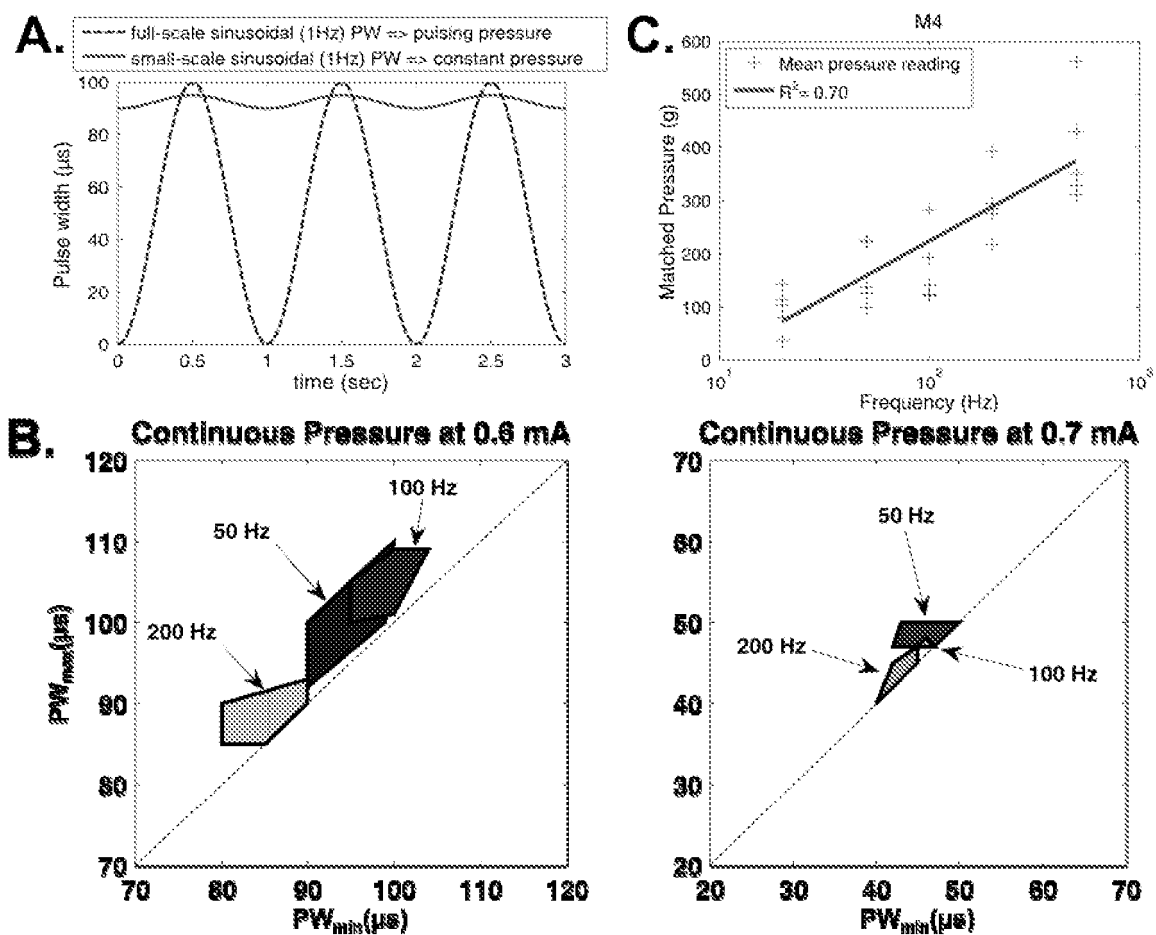 A.
full-scale sinusoidal (1Hz) PW => pulsing pressure
small-scale sinusoidal (1Hz) PW => constant pressure
100
80
60
40
20
0
Pulse width (μs)
0 0.5 1 1.5 2 2.5 3
time (sec)
C.
M4
Mean pressure reading
R²= 0.70
600
500
400
300
200
100
0
Matched Pressure (g)
10¹ 10² 10³
Frequency (Hz)
B.
Continuous Pressure at 0.6 mA
120
110
100
90
80
70
PWmax(μs)
50 Hz
100 Hz
200 Hz
70 80 90 100 110 120
PWmin(μs)
Continuous Pressure at 0.7 mA
70
60
50
40
30
20
50 Hz
200 Hz
100 Hz
20 30 40 50 60 70
PWmin(μs)